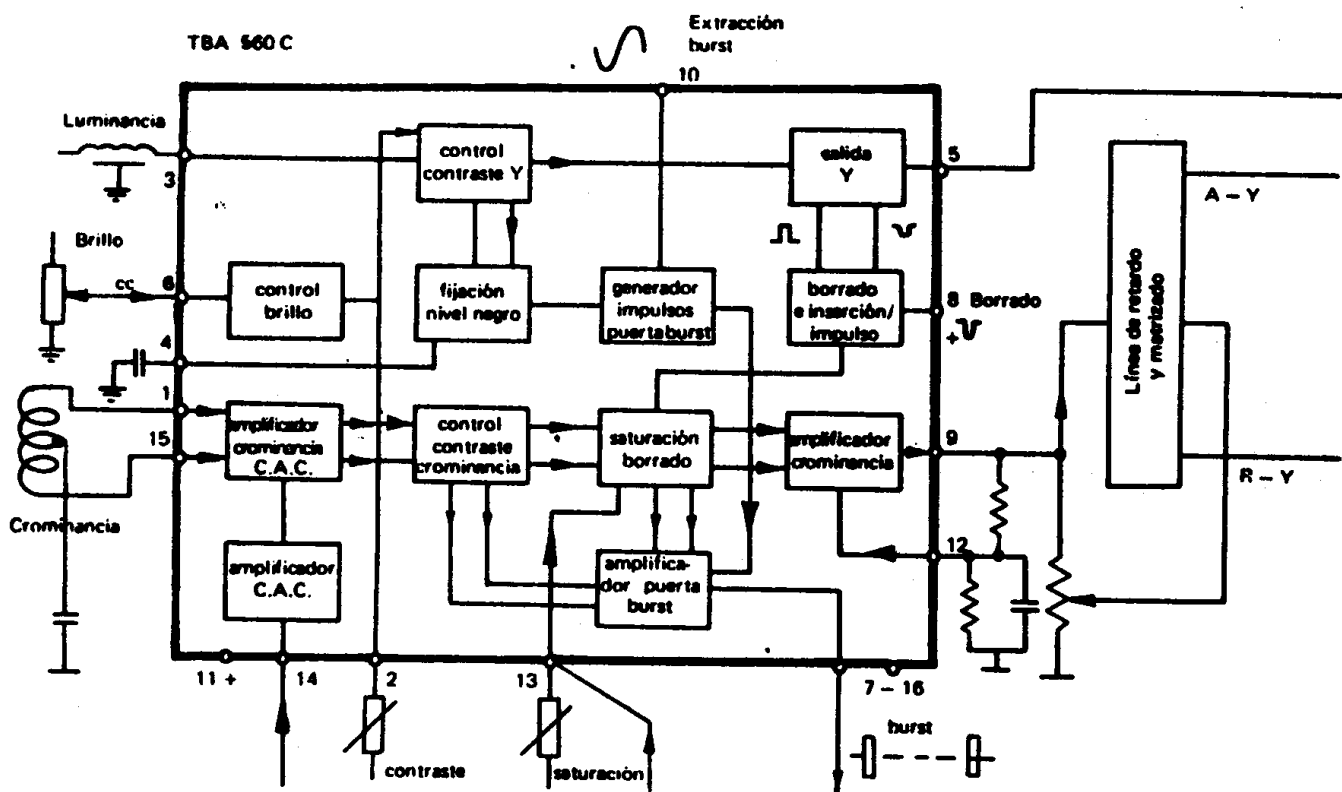 TBA 560 C
Extracción
burst
10
Luminancia
3
control
contraste Y
salida
Y
5
A – Y
Brillo
cc
6
control
brillo
fijación
nivel negro
generador
impulsos
puerta burst
borrado
e inserción/
impulso
8 Borrado
+
Línea de retardo
y matrizado
4
1
15
amplificador
crominancia
C.A.C.
control
contraste
crominancia
saturación
borrado
amplificador
crominancia
9
R – Y
Crominancia
amplificador
C.A.C.
amplifica-
dor puerta
burst
12
11 +
14
2
13
7 – 16
contraste
saturación
burst